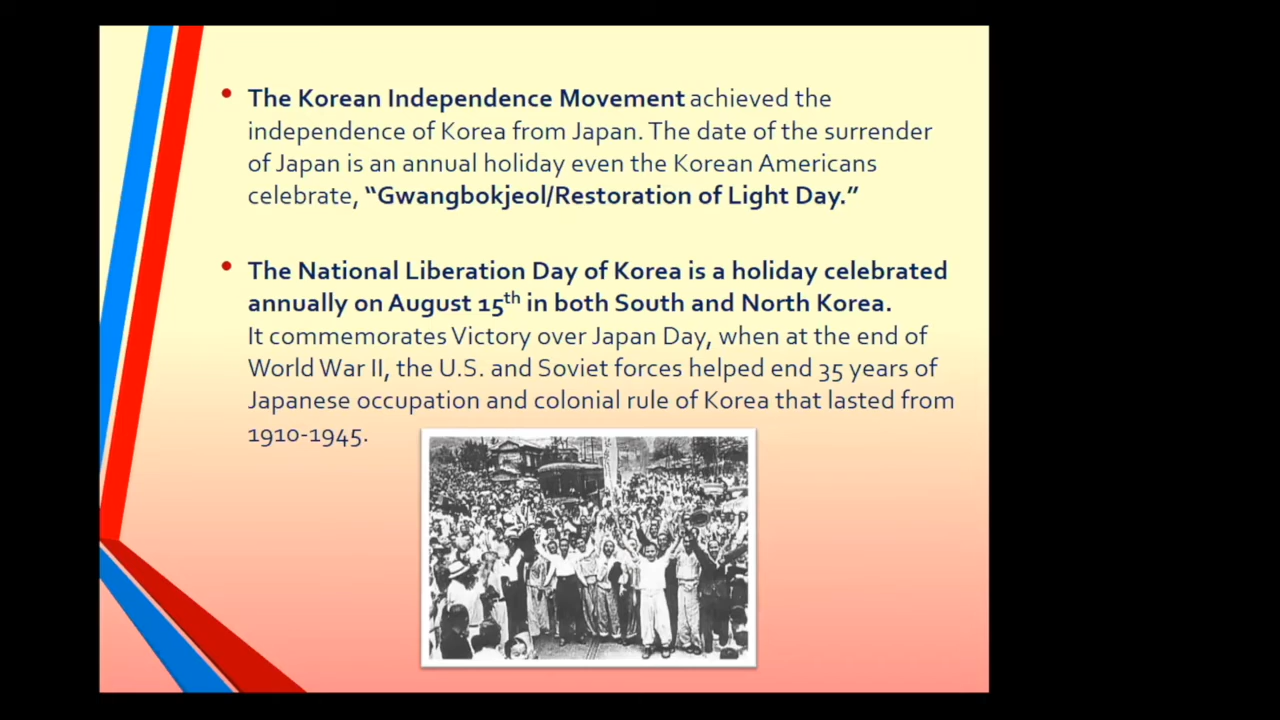 • The Korean Independence Movement achieved the
independence of Korea from Japan. The date of the surrender
of Japan is an annual holiday even the Korean Americans
celebrate, “Gwangbokjeol/Restoration of Light Day.”
• The National Liberation Day of Korea is a holiday celebrated
annually on August 15th in both South and North Korea.
It commemorates Victory over Japan Day, when at the end of
World War II, the U.S. and Soviet forces helped end 35 years of
Japanese occupation and colonial rule of Korea that lasted from
1910-1945.